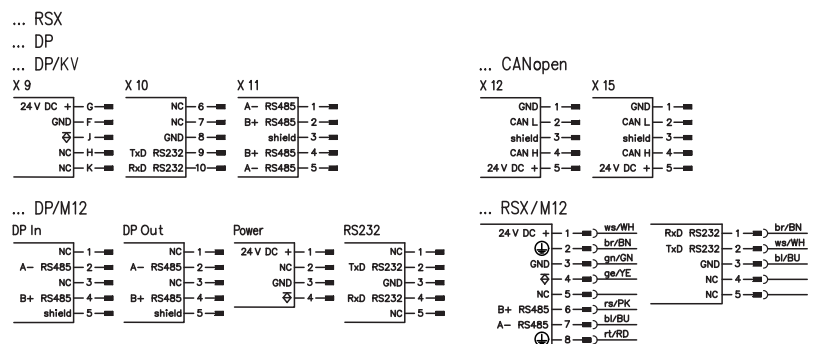 ... RSX
... DP
... DP/KV
X 9
24 V DC + G
GND F
J
NC H
NC K
X 10
NC 6
NC 7
GND 8
TxD RS232 9
RxD RS232 10
X 11
A- RS485 1
B+ RS485 2
shield 3
B+ RS485 4
A- RS485 5
... CANopen
X 12
GND 1
CAN L 2
shield 3
CAN H 4
24 V DC + 5
X 15
GND 1
CAN L 2
shield 3
CAN H 4
24 V DC + 5
... DP/M12
DP In
NC 1
A- RS485 2
NC 3
B+ RS485 4
shield 5
DP Out
NC 1
A- RS485 2
NC 3
B+ RS485 4
shield 5
Power
24 V DC + 1
NC 2
GND 3
4
RS232
NC 1
TxD RS232 2
GND 3
RxD RS232 4
NC 5
... RSX/M12
24 V DC + 1 ws/WH
2 br/BN
GND 3 gn/GN
4 ge/YE
NC 5
B+ RS485 6 rs/PK
A- RS485 7 bl/BU
8 rt/RD
RxD RS232 1 br/BN
TxD RS232 2 ws/WH
GND 3 bl/BU
NC 4
NC 5